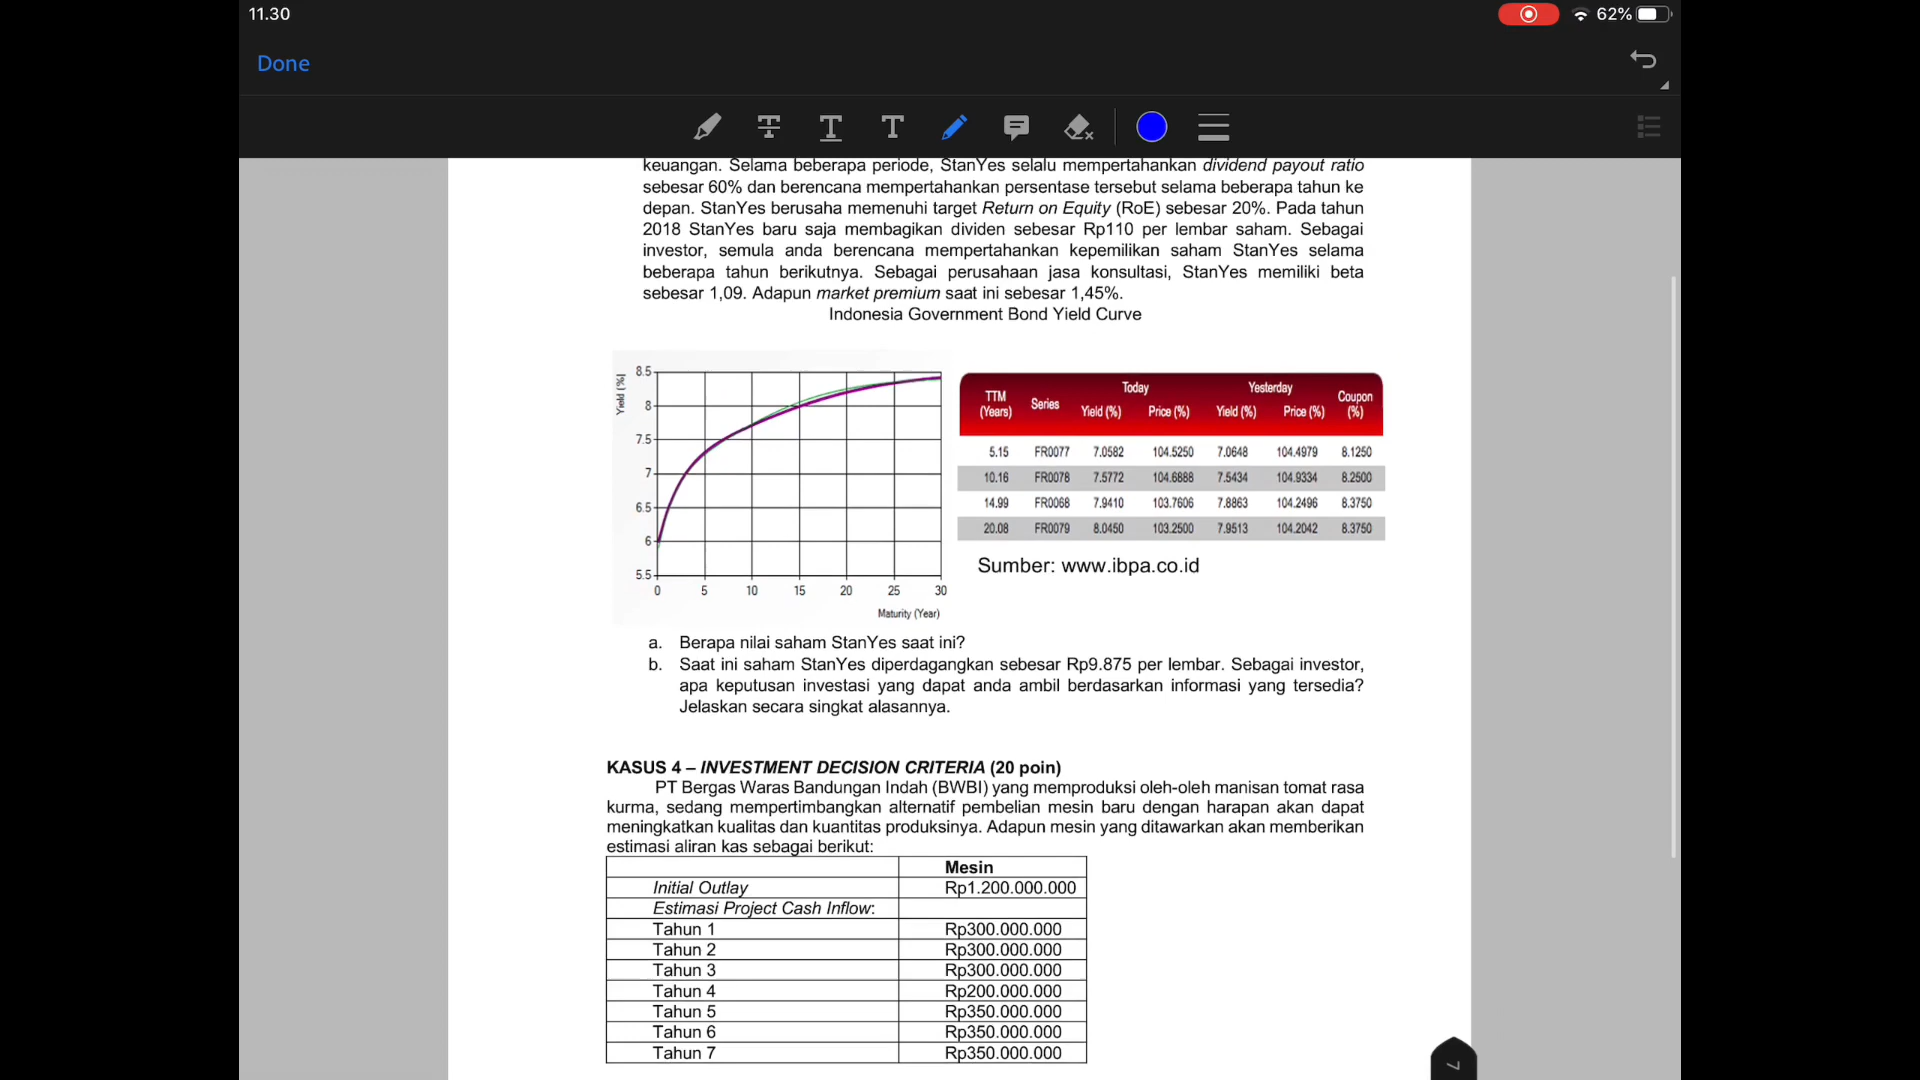 11.30
62%
Done
keuangan. Selama beberapa periode, StanYes selalu mempertahankan dividend payout ratio
sebesar 60% dan berencana mempertahankan persentase tersebut selama beberapa tahun ke
depan. StanYes berusaha memenuhi target Return on Equity (RoE) sebesar 20%. Pada tahun
2018 StanYes baru saja membagikan dividen sebesar Rp110 per lembar saham. Sebagai
investor, semula anda berencana mempertahankan kepemilikan saham StanYes selama
beberapa tahun berikutnya. Sebagai perusahaan jasa konsultasi, StanYes memiliki beta
sebesar 1,09. Adapun market premium saat ini sebesar 1,45%.
Indonesia Government Bond Yield Curve
Yield (%)
8.5
8
7.5
7
6.5
6
5.5
0 5 10 15 20 25 30
Maturity (Year)
TTM (Years) Series Today Yield (%) Price (%) Yesterday Yield (%) Price (%) Coupon (%)
5.15 FR0077 7.0582 104.5250 7.0648 104.4979 8.1250
10.16 FR0078 7.5772 104.6888 7.5434 104.9334 8.2500
14.99 FR0068 7.9410 103.7606 7.8863 104.2496 8.3750
20.08 FR0079 8.0450 103.2500 7.9513 104.2042 8.3750
Sumber: www.ibpa.co.id
a. Berapa nilai saham StanYes saat ini?
b. Saat ini saham StanYes diperdagangkan sebesar Rp9.875 per lembar. Sebagai investor,
apa keputusan investasi yang dapat anda ambil berdasarkan informasi yang tersedia?
Jelaskan secara singkat alasannya.
KASUS 4 – INVESTMENT DECISION CRITERIA (20 poin)
PT Bergas Waras Bandungan Indah (BWBI) yang memproduksi oleh-oleh manisan tomat rasa
kurma, sedang mempertimbangkan alternatif pembelian mesin baru dengan harapan akan dapat
meningkatkan kualitas dan kuantitas produksinya. Adapun mesin yang ditawarkan akan memberikan
estimasi aliran kas sebagai berikut:
Mesin
Initial Outlay Rp1.200.000.000
Estimasi Project Cash Inflow:
Tahun 1 Rp300.000.000
Tahun 2 Rp300.000.000
Tahun 3 Rp300.000.000
Tahun 4 Rp200.000.000
Tahun 5 Rp350.000.000
Tahun 6 Rp350.000.000
Tahun 7 Rp350.000.000